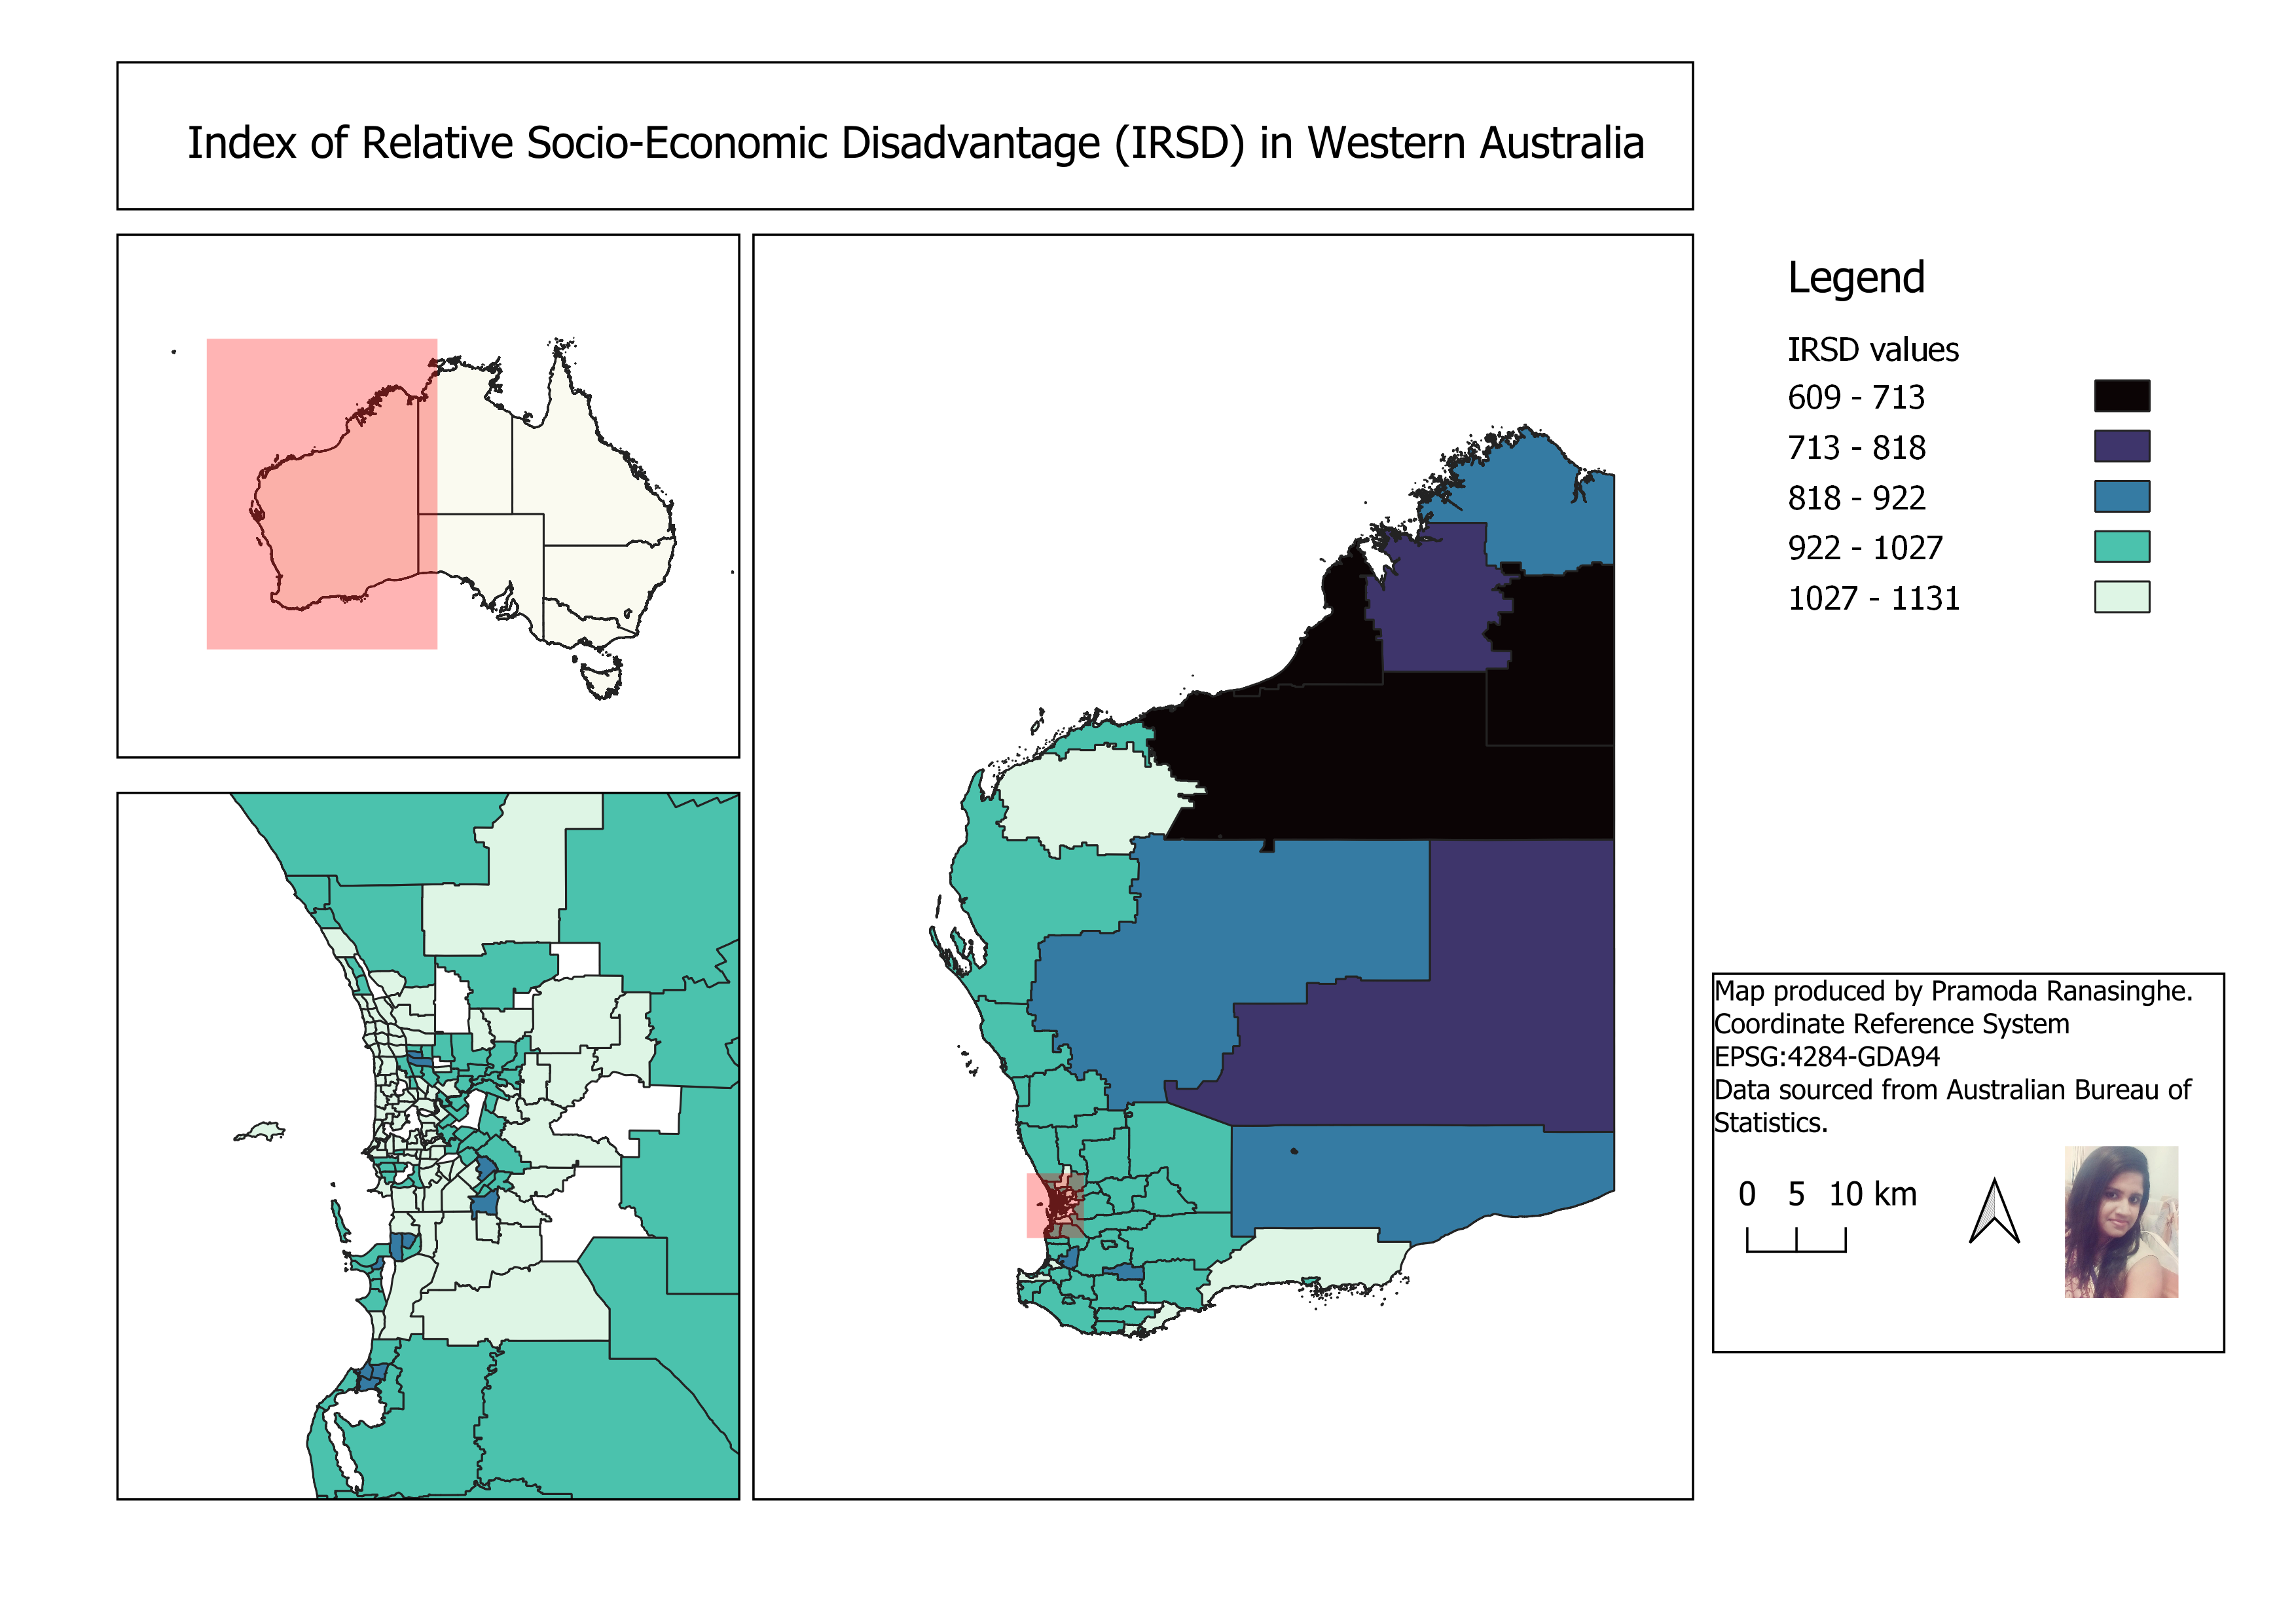 Index of Relative Socio-Economic Disadvantage (IRSD) in Western Australia
Legend
IRSD values
609 - 713
713 - 818
818 - 922
922 - 1027
1027 - 1131
Map produced by Pramoda Ranasinghe.
Coordinate Reference System
EPSG:4284-GDA94
Data sourced from Australian Bureau of
Statistics.
0 5 10 km